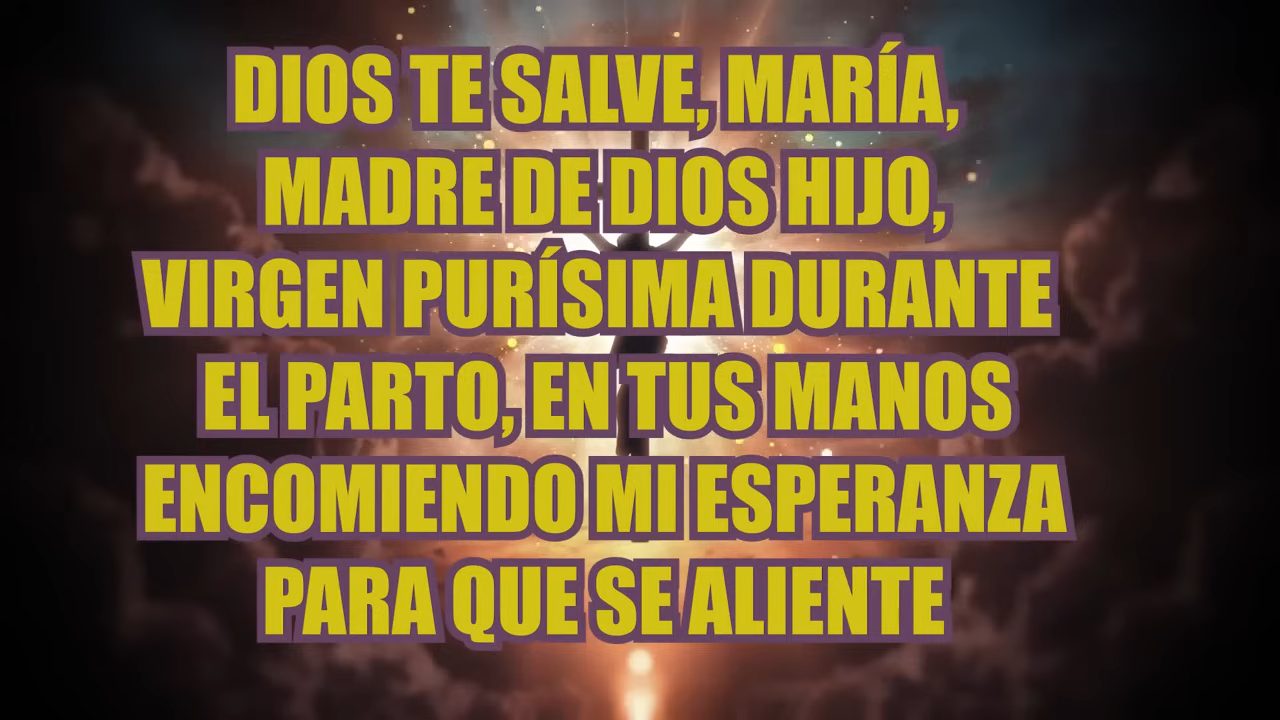 DIOS TE SALVE, MARÍA,
MADRE DE DIOS HIJO,
VIRGEN PURÍSIMA DURANTE
EL PARTO, EN TUS MANOS
ENCOMIENDO MI ESPERANZA
PARA QUE SE ALIENTE